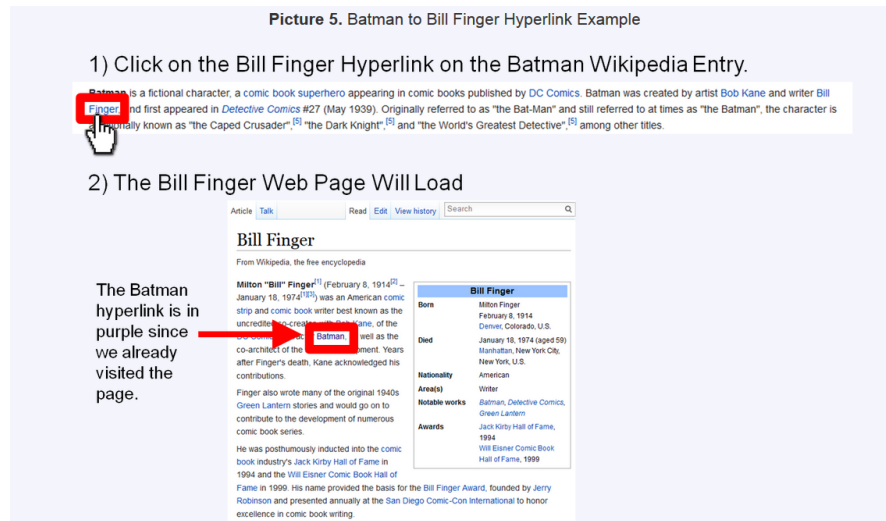 Picture 5. Batman to Bill Finger Hyperlink Example
1) Click on the Bill Finger Hyperlink on the Batman Wikipedia Entry.
Batman is a fictional character, a comic book superhero appearing in comic books published by DC Comics. Batman was created by artist Bob Kane and writer Bill
Finger, and first appeared in Detective Comics #27 (May 1939). Originally referred to as "the Bat-Man" and still referred to at times as "the Batman", the character is
additionally known as "the Caped Crusader",[5] "the Dark Knight",[5] and "the World's Greatest Detective",[5] among other titles.
2) The Bill Finger Web Page Will Load
Article Talk Read Edit View history Search
Bill Finger
From Wikipedia, the free encyclopedia
Milton "Bill" Finger[1] (February 8, 1914[2] –
January 18, 1974[1][3]) was an American comic
strip and comic book writer best known as the
uncredited co-creator, with Bob Kane, of the
DC Comics Batman, well as the
co-architect of the Years
after Finger's death, Kane acknowledged his
contributions.
Finger also wrote many of the original 1940s
Green Lantern stories and would go on to
contribute to the development of numerous
comic book series.
He was posthumously inducted into the comic
book industry's Jack Kirby Hall of Fame in
1994 and the Will Eisner Comic Book Hall of
Fame in 1999. His name provided the basis for the Bill Finger Award, founded by Jerry
Robinson and presented annually at the San Diego Comic-Con International to honor
excellence in comic book writing.
Bill Finger
Born Milton Finger
February 8, 1914
Denver, Colorado, U.S.
Died January 18, 1974 (aged 59)
Manhattan, New York City,
New York, U.S.
Nationality American
Area(s) Writer
Notable works Batman, Detective Comics,
Green Lantern
Awards Jack Kirby Hall of Fame,
1994
Will Eisner Comic Book
Hall of Fame, 1999
The Batman
hyperlink is in
purple since
we already
visited the
page.